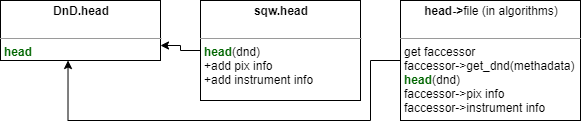 DnD.head
head
sqw.head
head(dnd)
+add pix info
+add instrument info
head->file (in algorithms)
get faccessor
faccessor->get_dnd(methadata)
head(dnd)
faccessor->pix info
faccessor->instrument info